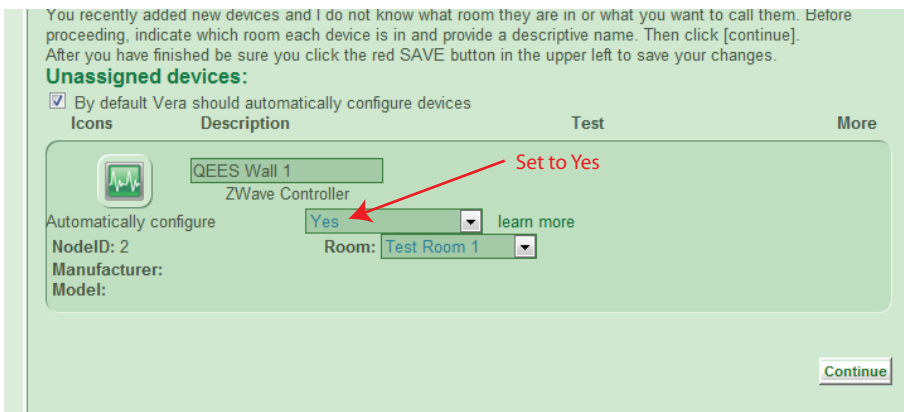 You recently added new devices and I do not know what room they are in or what you want to call them. Before
proceeding, indicate which room each device is in and provide a descriptive name. Then click [continue].
After you have finished be sure you click the red SAVE button in the upper left to save your changes.
Unassigned devices:
By default Vera should automatically configure devices
Icons Description Test More
QEES Wall 1 Set to Yes
ZWave Controller
Automatically configure Yes learn more
NodeID: 2 Room: Test Room 1
Manufacturer:
Model:
Continue